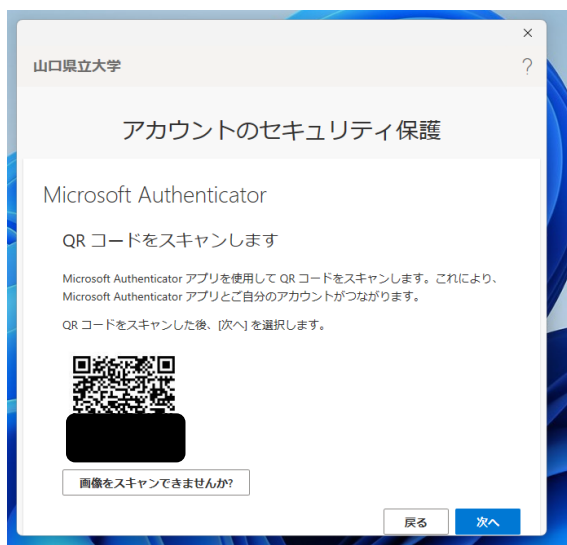 山口県立大学
アカウントのセキュリティ保護
Microsoft Authenticator
QR コードをスキャンします
Microsoft Authenticator アプリを使用して QR コードをスキャンします。これにより、
Microsoft Authenticator アプリとご自分のアカウントがつながります。
QR コードをスキャンした後、[次へ] を選択します。
画像をスキャンできませんか?
戻る
次へ